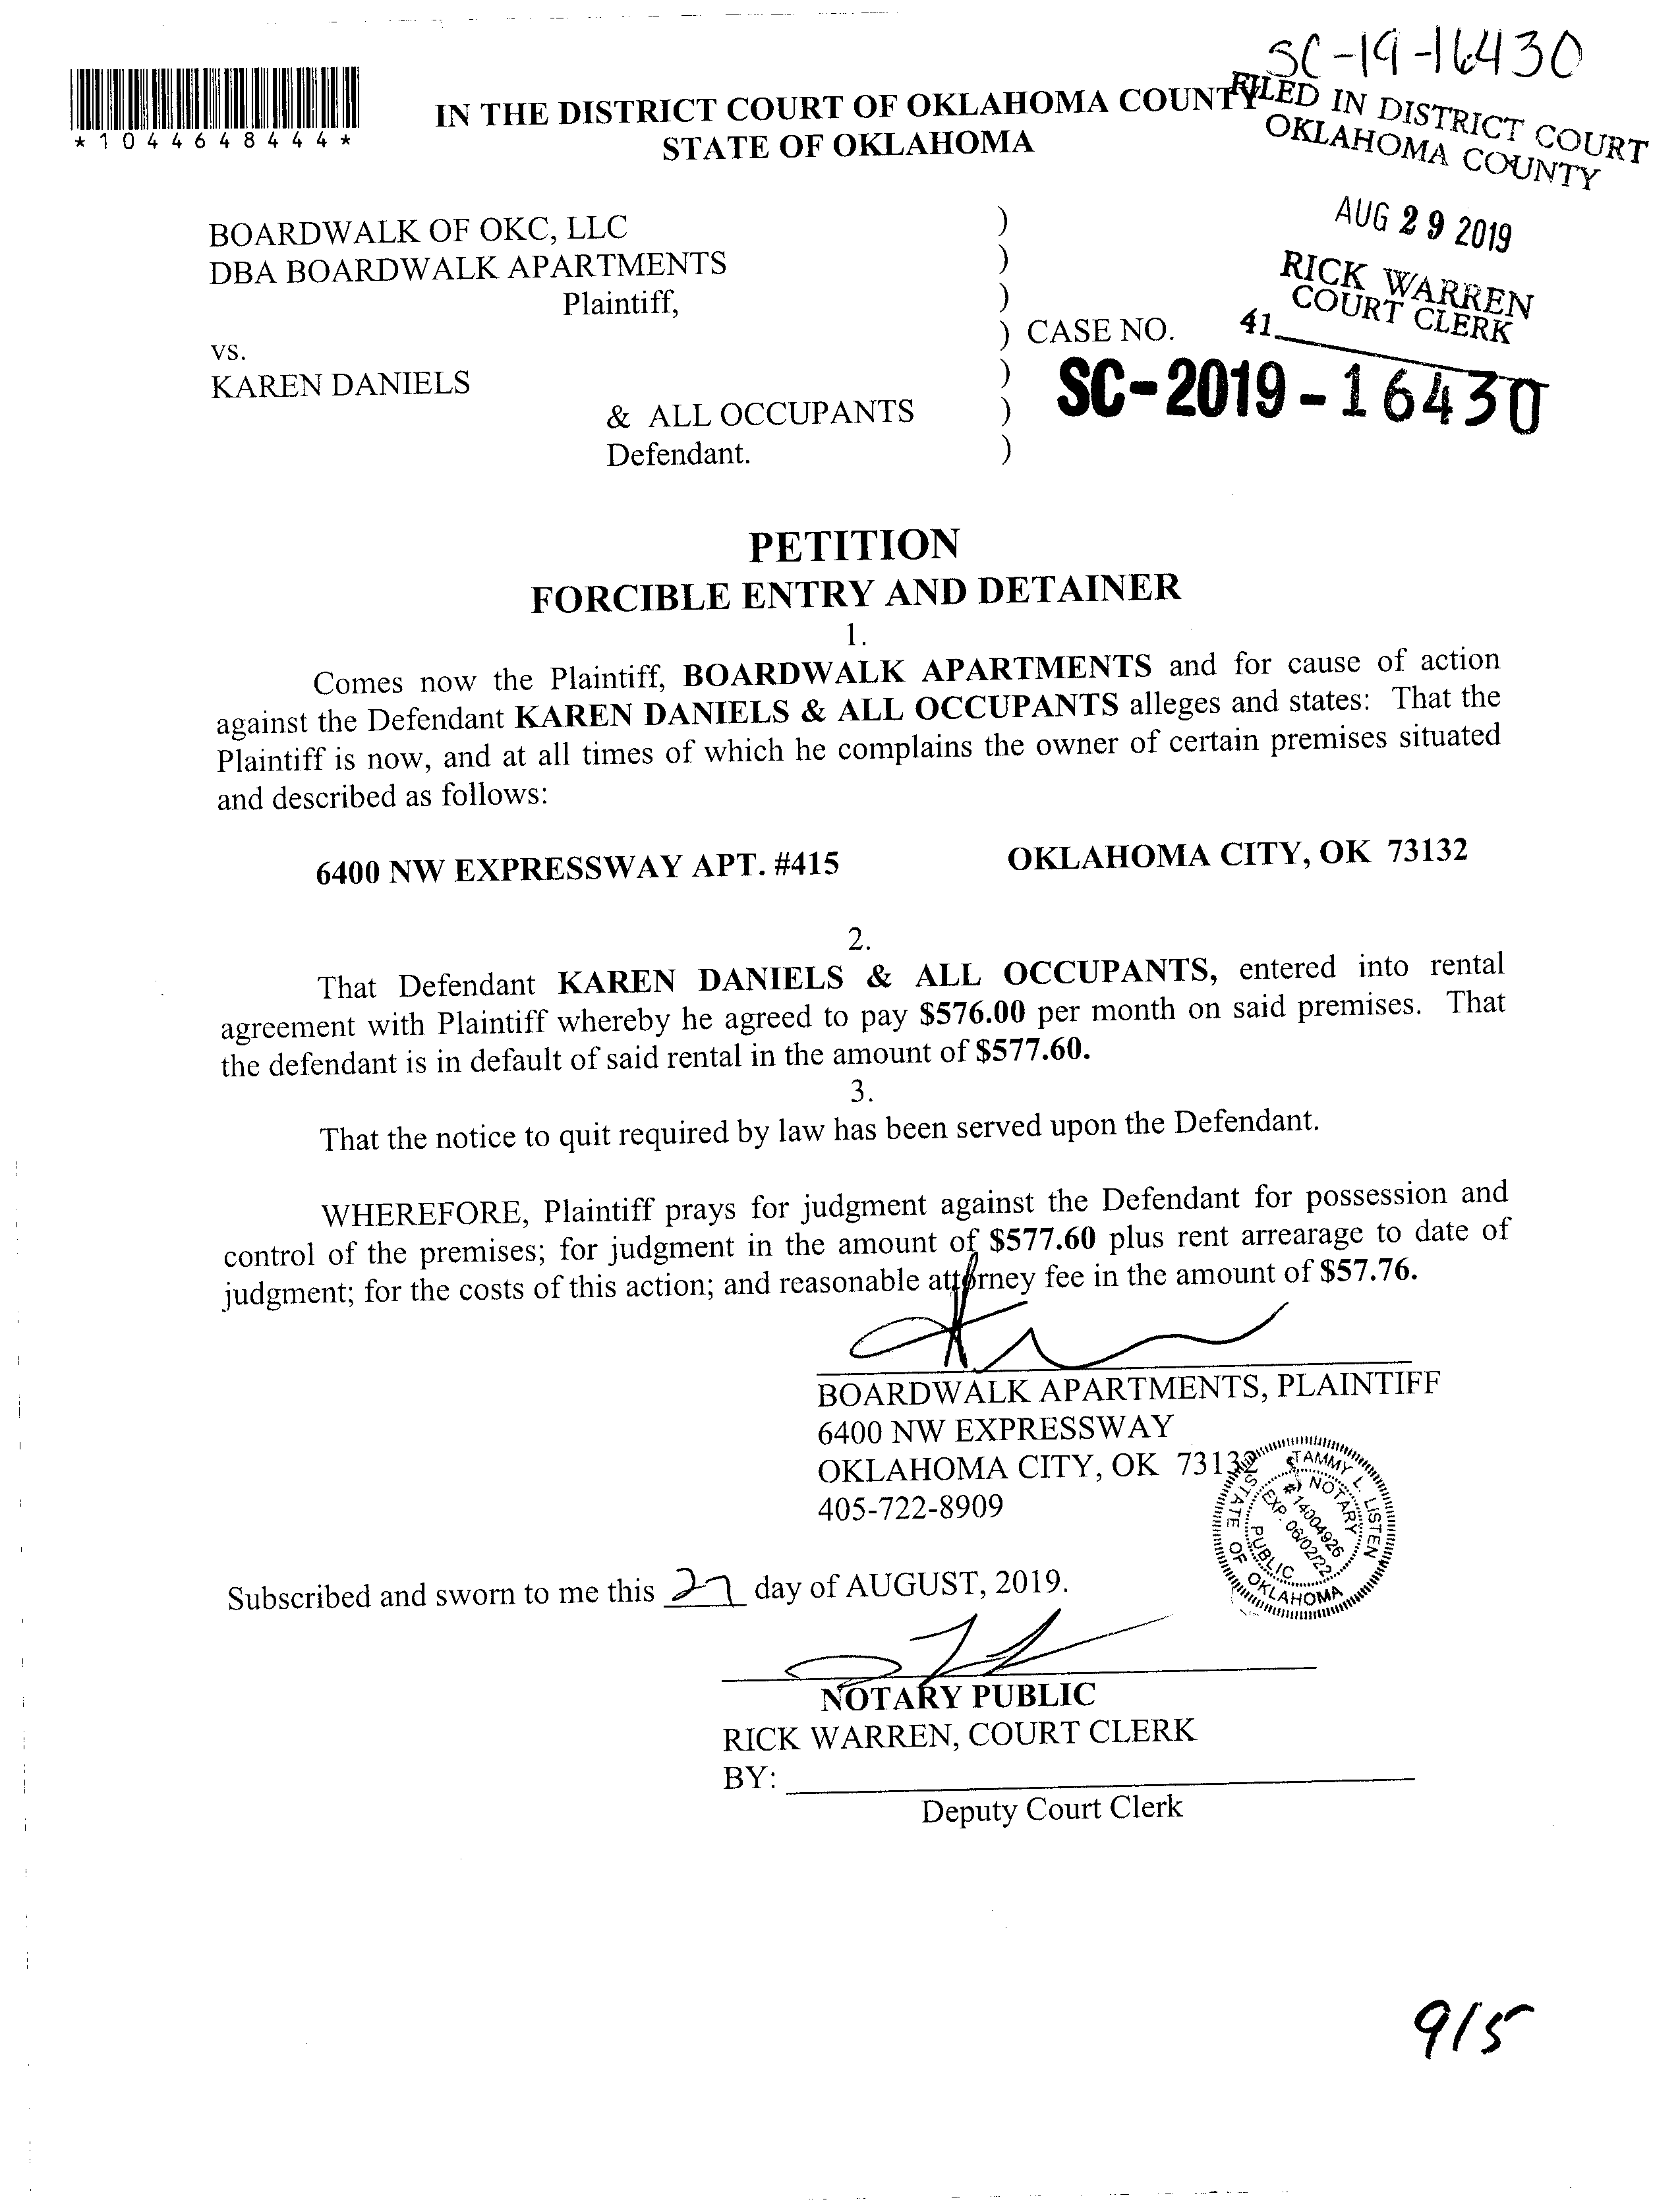 SC-19-16430
*1044648444*
IN THE DISTRICT COURT OF OKLAHOMA COUNTY
STATE OF OKLAHOMA
FILED IN DISTRICT COURT
OKLAHOMA COUNTY
AUG 29 2019
RICK WARREN
COURT CLERK
41
BOARDWALK OF OKC, LLC )
DBA BOARDWALK APARTMENTS )
Plaintiff, )
) CASE NO.
vs.
KAREN DANIELS )
SC-2019-16430
& ALL OCCUPANTS )
Defendant. )
PETITION
FORCIBLE ENTRY AND DETAINER
1.
Comes now the Plaintiff, BOARDWALK APARTMENTS and for cause of action
against the Defendant KAREN DANIELS & ALL OCCUPANTS alleges and states: That the
Plaintiff is now, and at all times of which he complains the owner of certain premises situated
and described as follows:
6400 NW EXPRESSWAY APT. #415 OKLAHOMA CITY, OK 73132
2.
That Defendant KAREN DANIELS & ALL OCCUPANTS, entered into rental
agreement with Plaintiff whereby he agreed to pay $576.00 per month on said premises. That
the defendant is in default of said rental in the amount of $577.60.
3.
That the notice to quit required by law has been served upon the Defendant.
WHEREFORE, Plaintiff prays for judgment against the Defendant for possession and
control of the premises; for judgment in the amount of $577.60 plus rent arrearage to date of
judgment; for the costs of this action; and reasonable attorney fee in the amount of $57.76.
BOARDWALK APARTMENTS, PLAINTIFF
6400 NW EXPRESSWAY
OKLAHOMA CITY, OK 73132
405-722-8909
TAMMY L. LISTEN
NOTARY
# 14004926
EXP. 06/02/22
PUBLIC
STATE OF OKLAHOMA
Subscribed and sworn to me this 27 day of AUGUST, 2019.
NOTARY PUBLIC
RICK WARREN, COURT CLERK
BY:
Deputy Court Clerk
9/5